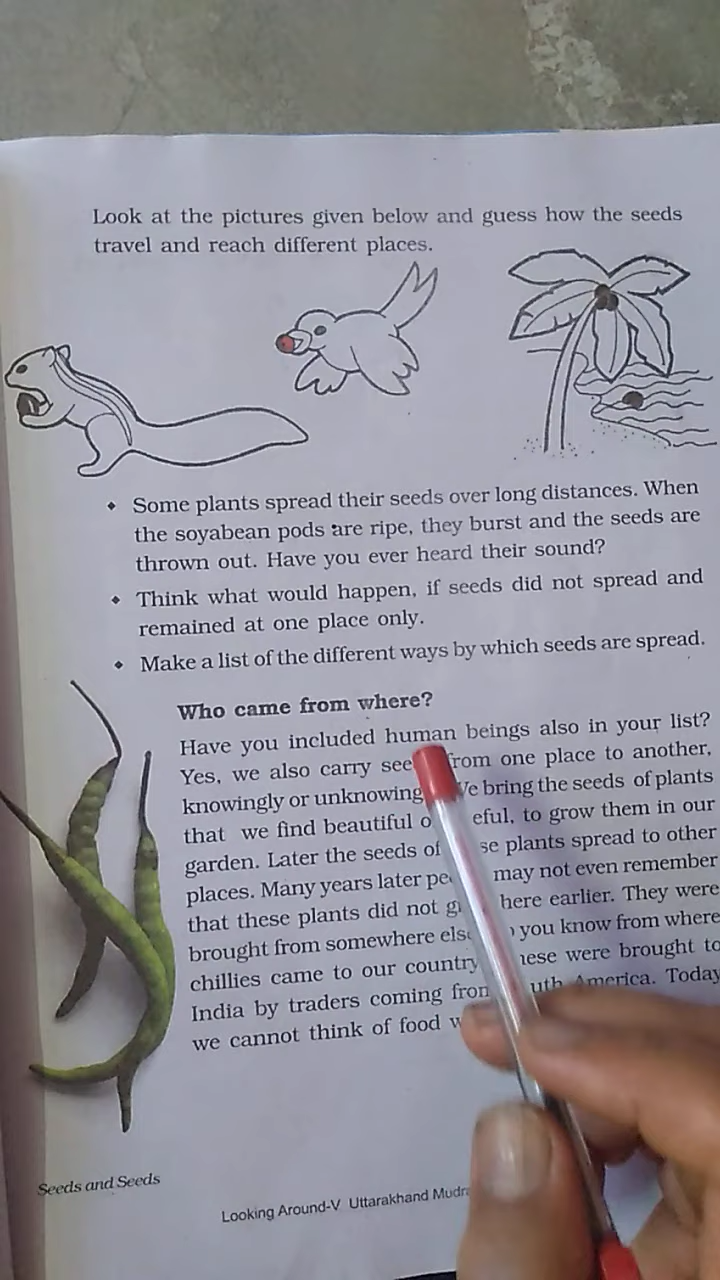 Look at the pictures given below and guess how the seeds
travel and reach different places.
• Some plants spread their seeds over long distances. When
the soyabean pods are ripe, they burst and the seeds are
thrown out. Have you ever heard their sound?
• Think what would happen, if seeds did not spread and
remained at one place only.
• Make a list of the different ways by which seeds are spread.
Who came from where?
Have you included human beings also in your list?
Yes, we also carry from one place to another,
knowingly or We bring the seeds of plants
that we find beautiful to grow them in our
garden. Later the seeds of plants spread to other
places. Many years later may not even remember
that these plants did not here earlier. They were
brought from somewhere you know from where
chillies came to our country were brought to
India by traders coming America. Today
we cannot think of food
Seeds and Seeds
Looking Around-V Uttarakhand